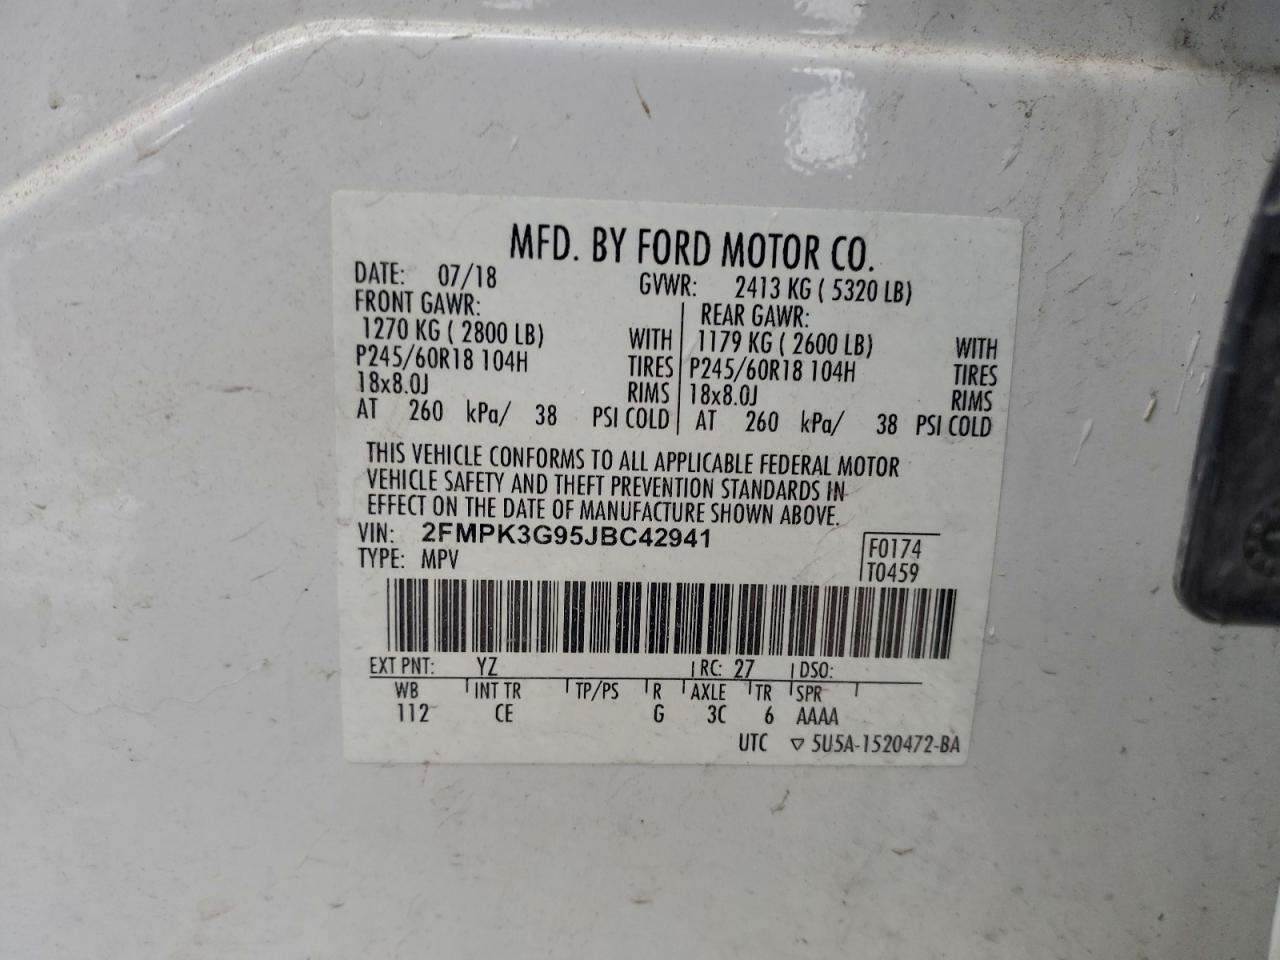 MFD. BY FORD MOTOR CO.
DATE: 07/18 GVWR: 2413 KG ( 5320 LB)
FRONT GAWR: REAR GAWR:
1270 KG ( 2800 LB) WITH 1179 KG ( 2600 LB) WITH
P245/60R18 104H TIRES P245/60R18 104H TIRES
18x8.0J RIMS 18x8.0J RIMS
AT 260 kPa/ 38 PSI COLD AT 260 kPa/ 38 PSI COLD
THIS VEHICLE CONFORMS TO ALL APPLICABLE FEDERAL MOTOR
VEHICLE SAFETY AND THEFT PREVENTION STANDARDS IN
EFFECT ON THE DATE OF MANUFACTURE SHOWN ABOVE.
VIN: 2FMPK3G95JBC42941
F0174
TYPE: MPV
T0459
EXT PNT: YZ RC: 27 DSO:
WB INT TR TP/PS R AXLE TR SPR
112 CE G 3C 6 AAAA
UTC ▽ 5U5A-1520472-BA